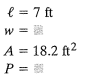 ℓ = 7 ft
w =
A = 18.2 ft²
P =